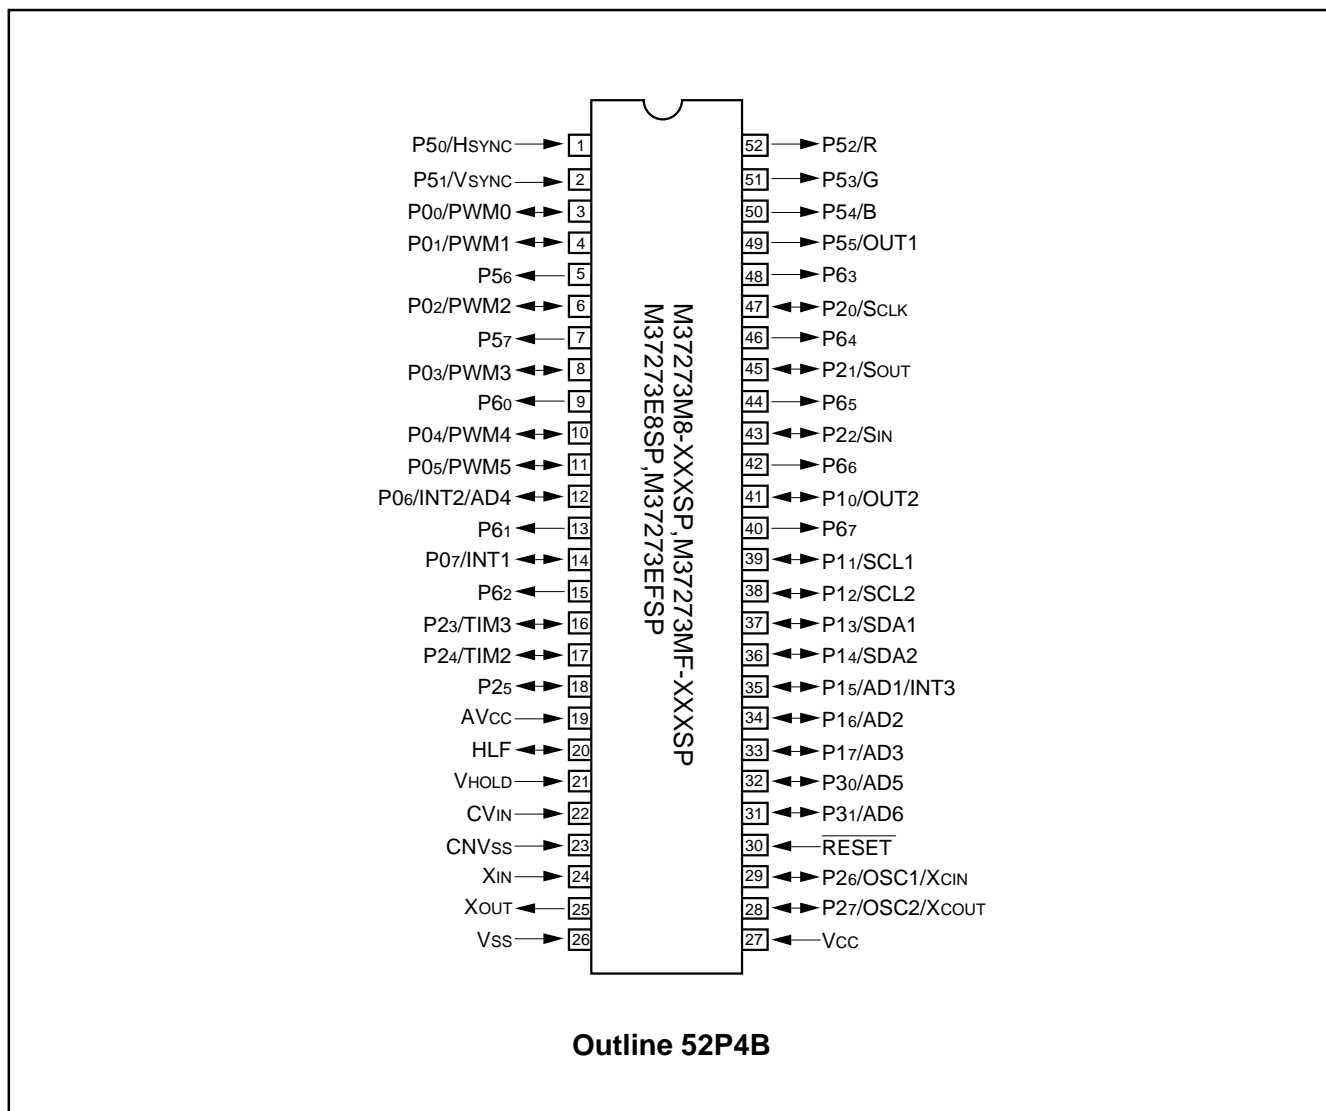 P50/HSYNC 1
P51/VSYNC 2
P00/PWM0 3
P01/PWM1 4
P56 5
P02/PWM2 6
P57 7
P03/PWM3 8
P60 9
P04/PWM4 10
P05/PWM5 11
P06/INT2/AD4 12
P61 13
P07/INT1 14
P62 15
P23/TIM3 16
P24/TIM2 17
P25 18
AVCC 19
HLF 20
VHOLD 21
CVIN 22
CNVSS 23
XIN 24
XOUT 25
VSS 26
M37273M8-XXXSP,M37273MF-XXXSP
M37273E8SP,M37273EFSP
52 P52/R
51 P53/G
50 P54/B
49 P55/OUT1
48 P63
47 P20/SCLK
46 P64
45 P21/SOUT
44 P65
43 P22/SIN
42 P66
41 P10/OUT2
40 P67
39 P11/SCL1
38 P12/SCL2
37 P13/SDA1
36 P14/SDA2
35 P15/AD1/INT3
34 P16/AD2
33 P17/AD3
32 P30/AD5
31 P31/AD6
30 RESET
29 P26/OSC1/XCIN
28 P27/OSC2/XCOUT
27 VCC
Outline 52P4B